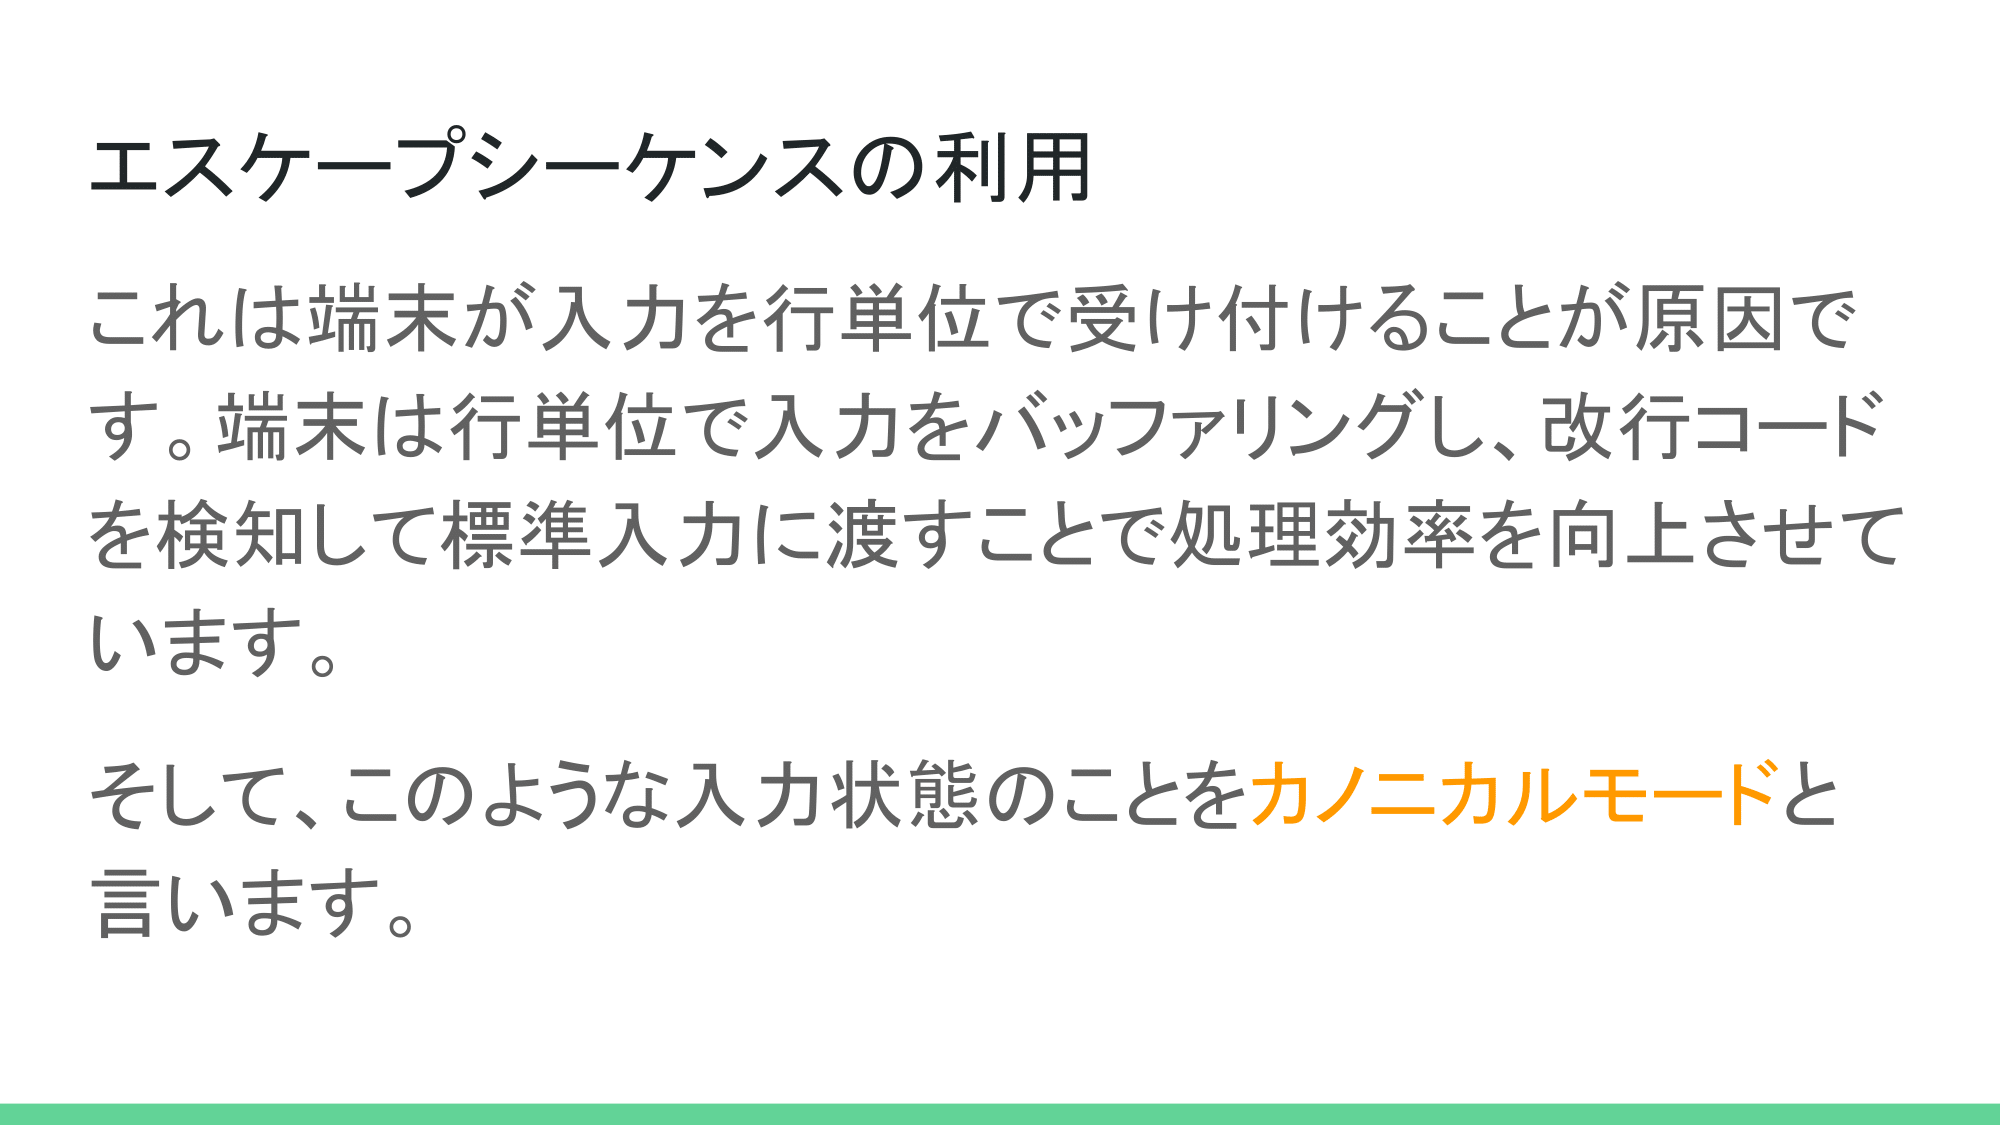 エスケープシーケンスの利用
これは端末が入力を行単位で受け付けることが原因で
す。端末は行単位で入力をバッファリングし、改行コード
を検知して標準入力に渡すことで処理効率を向上させて
います。
そして、このような入力状態のことをカノニカルモードと
言います。